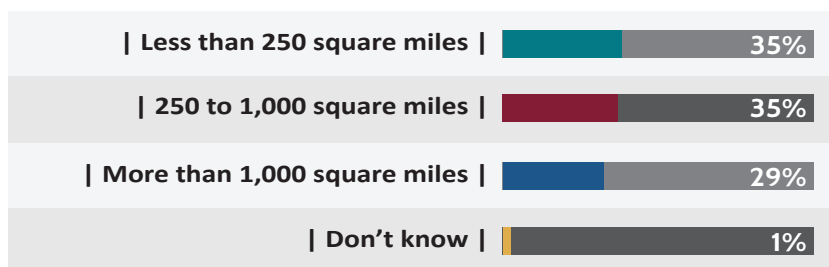 | Less than 250 square miles | 35%
| 250 to 1,000 square miles | 35%
| More than 1,000 square miles | 29%
| Don’t know | 1%